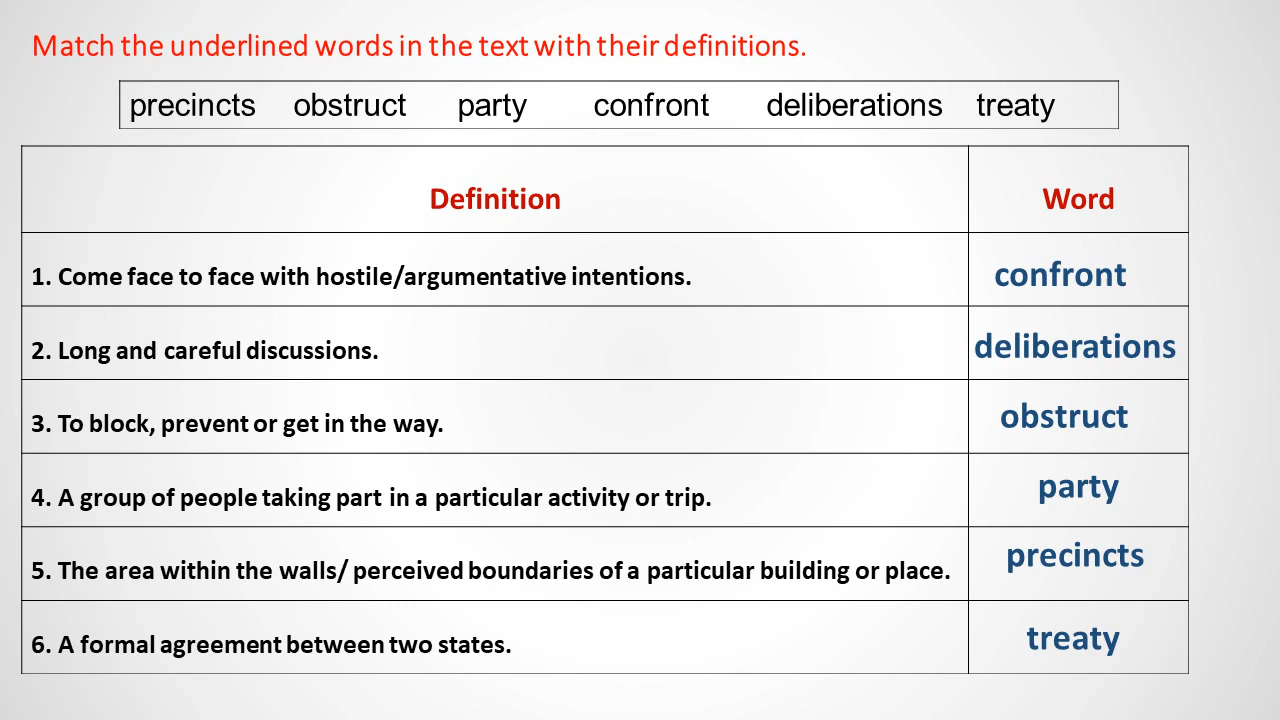 Match the underlined words in the text with their definitions.
precincts obstruct party confront deliberations treaty
Definition Word
1. Come face to face with hostile/argumentative intentions. confront
2. Long and careful discussions. deliberations
3. To block, prevent or get in the way. obstruct
4. A group of people taking part in a particular activity or trip. party
5. The area within the walls/ perceived boundaries of a particular building or place. precincts
6. A formal agreement between two states. treaty